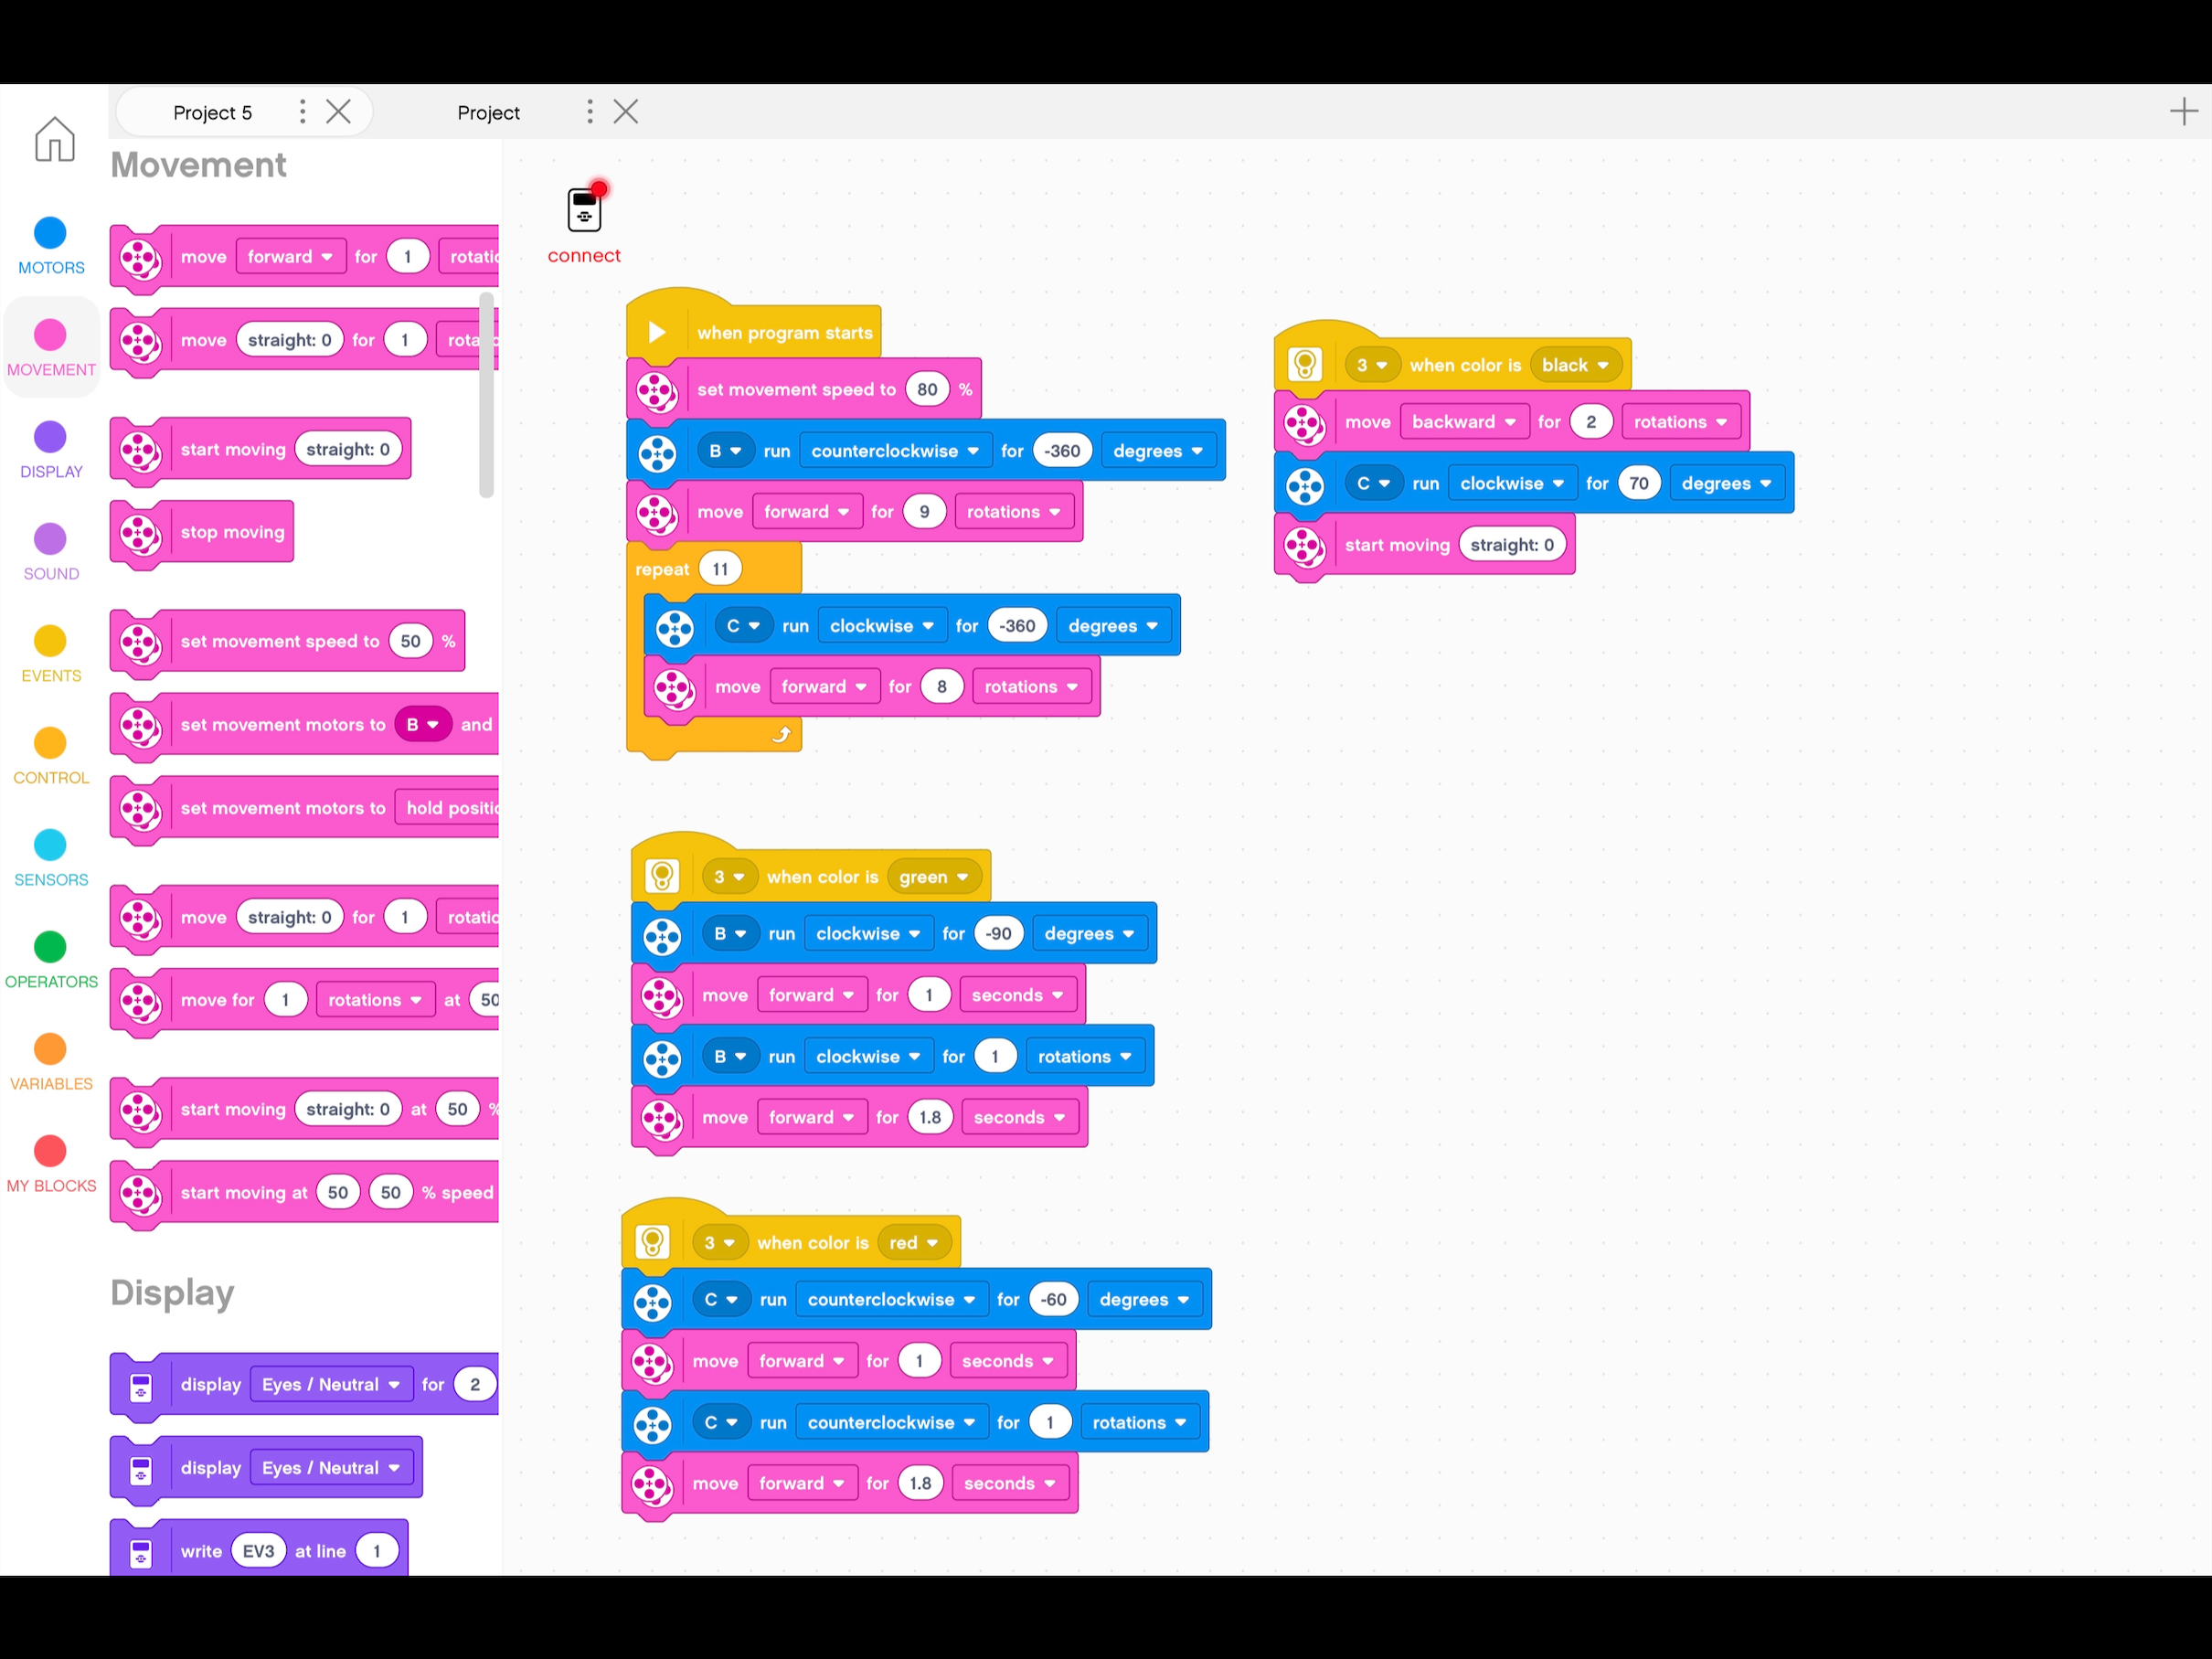 Project 5
Project
MOTORS
MOVEMENT
DISPLAY
SOUND
EVENTS
CONTROL
SENSORS
OPERATORS
VARIABLES
MY BLOCKS
Movement
move forward for 1
move straight: 0 for 1
start moving straight: 0
stop moving
set movement speed to 50 %
set movement motors to B and
set movement motors to hold
move straight: 0 for 1
move for 1 rotations at 50
start moving straight: 0 at 50 %
start moving at 50 50 % speed
Display
display Eyes / Neutral for 2
display Eyes / Neutral
write EV3 at line 1
connect
when program starts
set movement speed to 80 %
B run counterclockwise for -360 degrees
move forward for 9 rotations
repeat 11
C run clockwise for -360 degrees
move forward for 8 rotations
3 when color is green
B run clockwise for -90 degrees
move forward for 1 seconds
B run clockwise for 1 rotations
move forward for 1.8 seconds
3 when color is red
C run counterclockwise for -60 degrees
move forward for 1 seconds
C run counterclockwise for 1 rotations
move forward for 1.8 seconds
3 when color is black
move backward for 2 rotations
C run clockwise for 70 degrees
start moving straight: 0